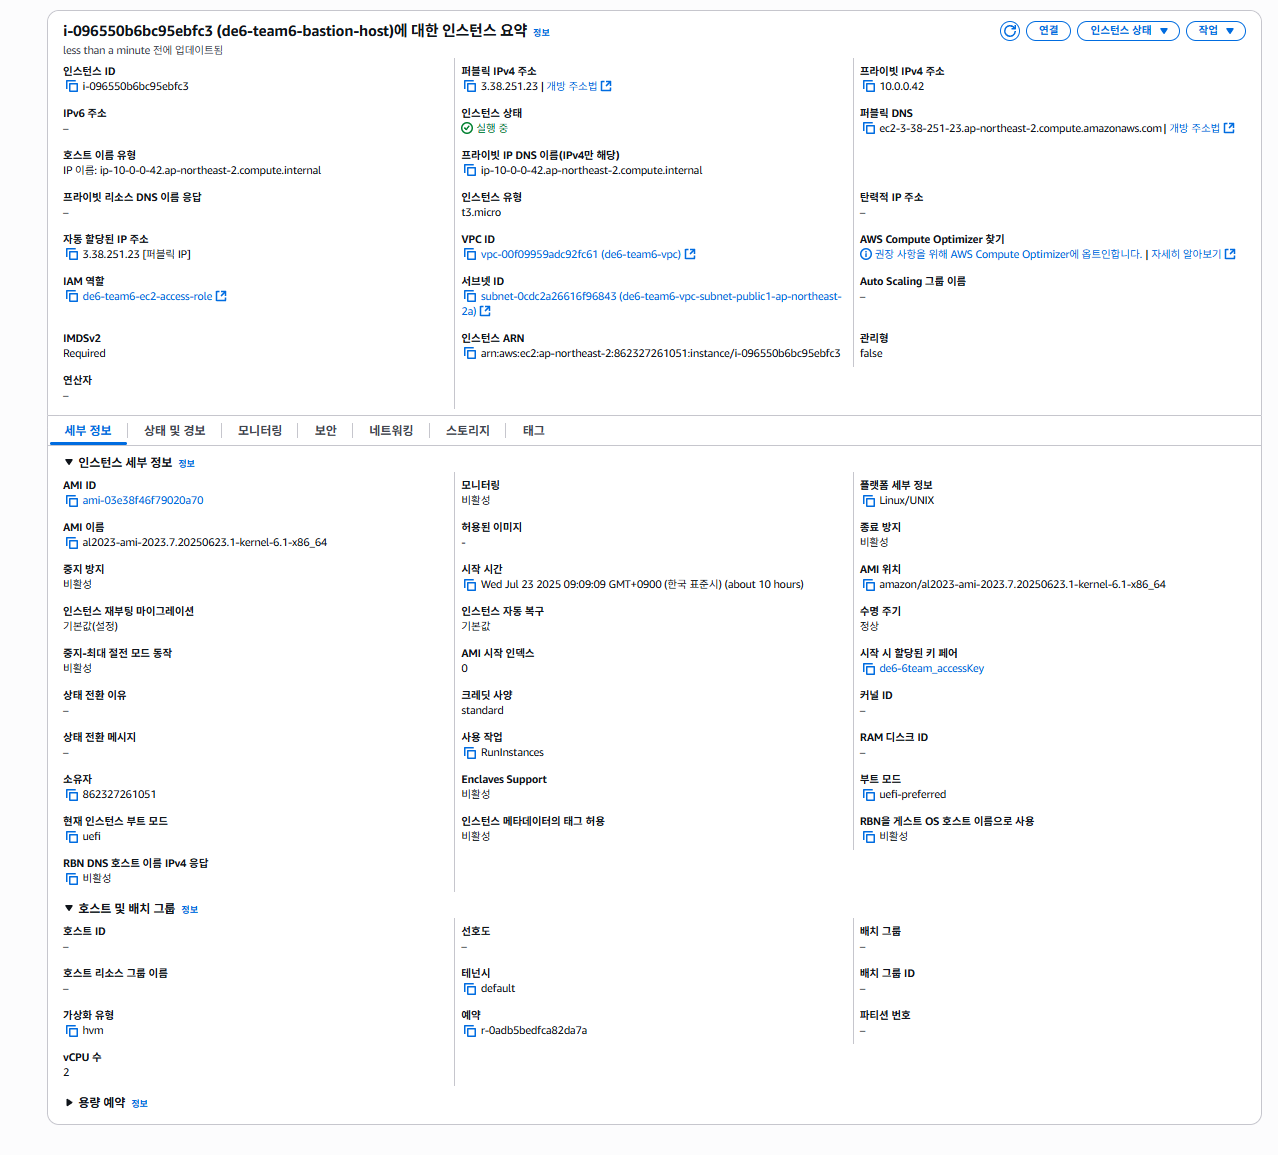 i-096550b6bc95ebfc3 (de6-team6-bastion-host)에 대한 인스턴스 요약 정보
less than a minute 전에 업데이트됨
연결
인스턴스 상태
작업
인스턴스 ID
i-096550b6bc95ebfc3
퍼블릭 IPv4 주소
3.38.251.23 | 개방 주소법
프라이빗 IPv4 주소
10.0.0.42
IPv6 주소
–
인스턴스 상태
실행 중
퍼블릭 DNS
ec2-3-38-251-23.ap-northeast-2.compute.amazonaws.com | 개방 주소법
호스트 이름 유형
IP 이름: ip-10-0-0-42.ap-northeast-2.compute.internal
프라이빗 IP DNS 이름(IPv4만 해당)
ip-10-0-0-42.ap-northeast-2.compute.internal
프라이빗 리소스 DNS 이름 응답
–
인스턴스 유형
t3.micro
탄력적 IP 주소
–
자동 할당된 IP 주소
3.38.251.23 [퍼블릭 IP]
VPC ID
vpc-00f09959adc92fc61 (de6-team6-vpc)
AWS Compute Optimizer 찾기
권장 사항을 위해 AWS Compute Optimizer에 옵트인합니다. | 자세히 알아보기
IAM 역할
de6-team6-ec2-access-role
서브넷 ID
subnet-0cdc2a26616f96843 (de6-team6-vpc-subnet-public1-ap-northeast-
2a)
Auto Scaling 그룹 이름
–
IMDSv2
Required
인스턴스 ARN
arn:aws:ec2:ap-northeast-2:862327261051:instance/i-096550b6bc95ebfc3
관리형
false
연산자
–
세부 정보
상태 및 경보
모니터링
보안
네트워킹
스토리지
태그
인스턴스 세부 정보 정보
AMI ID
ami-03e38f46f79020a70
모니터링
비활성
플랫폼 세부 정보
Linux/UNIX
AMI 이름
al2023-ami-2023.7.20250623.1-kernel-6.1-x86_64
허용된 이미지
-
종료 방지
비활성
중지 방지
비활성
시작 시간
Wed Jul 23 2025 09:09:09 GMT+0900 (한국 표준시) (about 10 hours)
AMI 위치
amazon/al2023-ami-2023.7.20250623.1-kernel-6.1-x86_64
인스턴스 재부팅 마이그레이션
기본값(설정)
인스턴스 자동 복구
기본값
수명 주기
정상
중지-최대 절전 모드 동작
비활성
AMI 시작 인덱스
0
시작 시 할당된 키 페어
de6-6team_accessKey
상태 전환 이유
–
크레딧 사양
standard
커널 ID
–
상태 전환 메시지
–
사용 작업
RunInstances
RAM 디스크 ID
–
소유자
862327261051
Enclaves Support
비활성
부트 모드
uefi-preferred
현재 인스턴스 부트 모드
uefi
인스턴스 메타데이터의 태그 허용
비활성
RBN을 게스트 OS 호스트 이름으로 사용
비활성
RBN DNS 호스트 이름 IPv4 응답
비활성
호스트 및 배치 그룹 정보
호스트 ID
–
선호도
–
배치 그룹
–
호스트 리소스 그룹 이름
–
테넌시
default
배치 그룹 ID
–
가상화 유형
hvm
예약
r-0adb5bedfca82da7a
파티션 번호
–
vCPU 수
2
용량 예약 정보